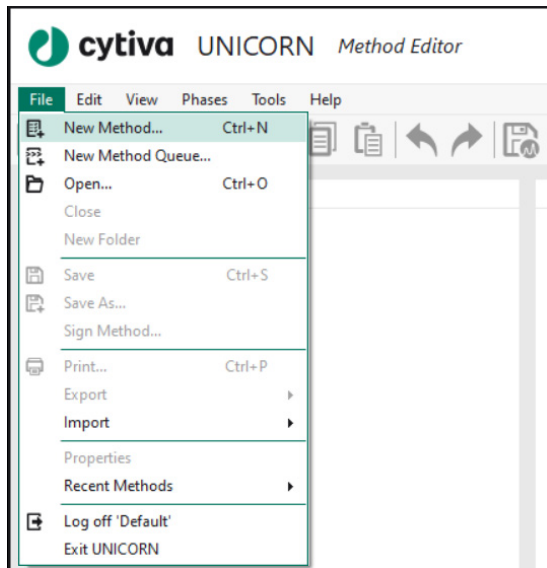 cytiva UNICORN Method Editor
File Edit View Phases Tools Help
New Method... Ctrl+N
New Method Queue...
Open... Ctrl+O
Close
New Folder
Save Ctrl+S
Save As...
Sign Method...
Print... Ctrl+P
Export
Import
Properties
Recent Methods
Log off 'Default'
Exit UNICORN